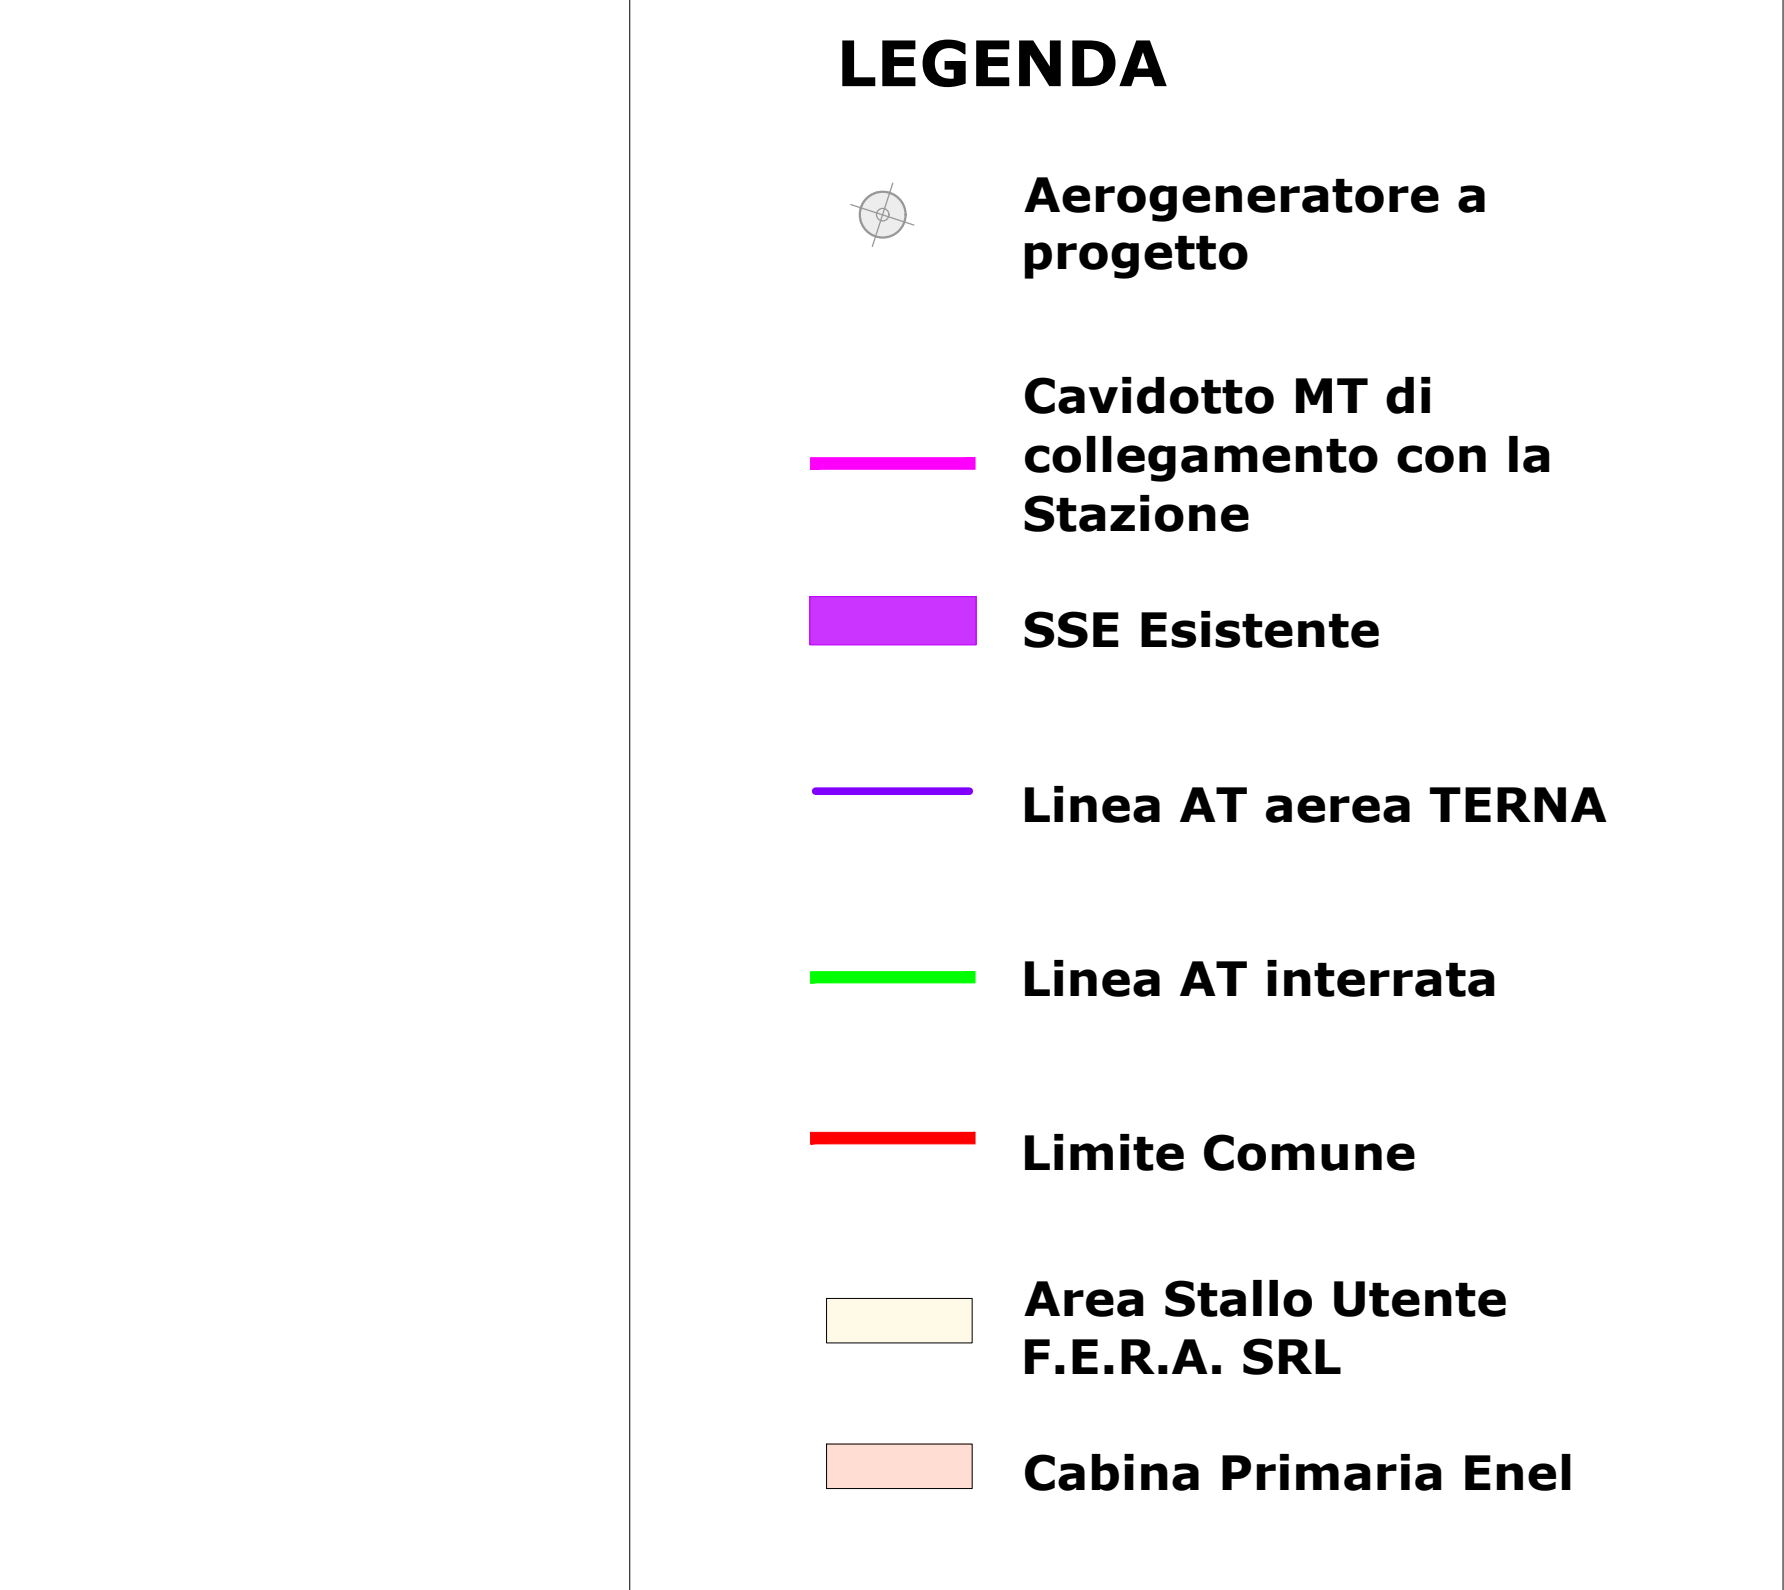 LEGENDA
Aerogeneratore a
progetto
Cavidotto MT di
collegamento con la
Stazione
SSE Esistente
Linea AT aerea TERNA
Linea AT interrata
Limite Comune
Area Stallo Utente
F.E.R.A. SRL
Cabina Primaria Enel